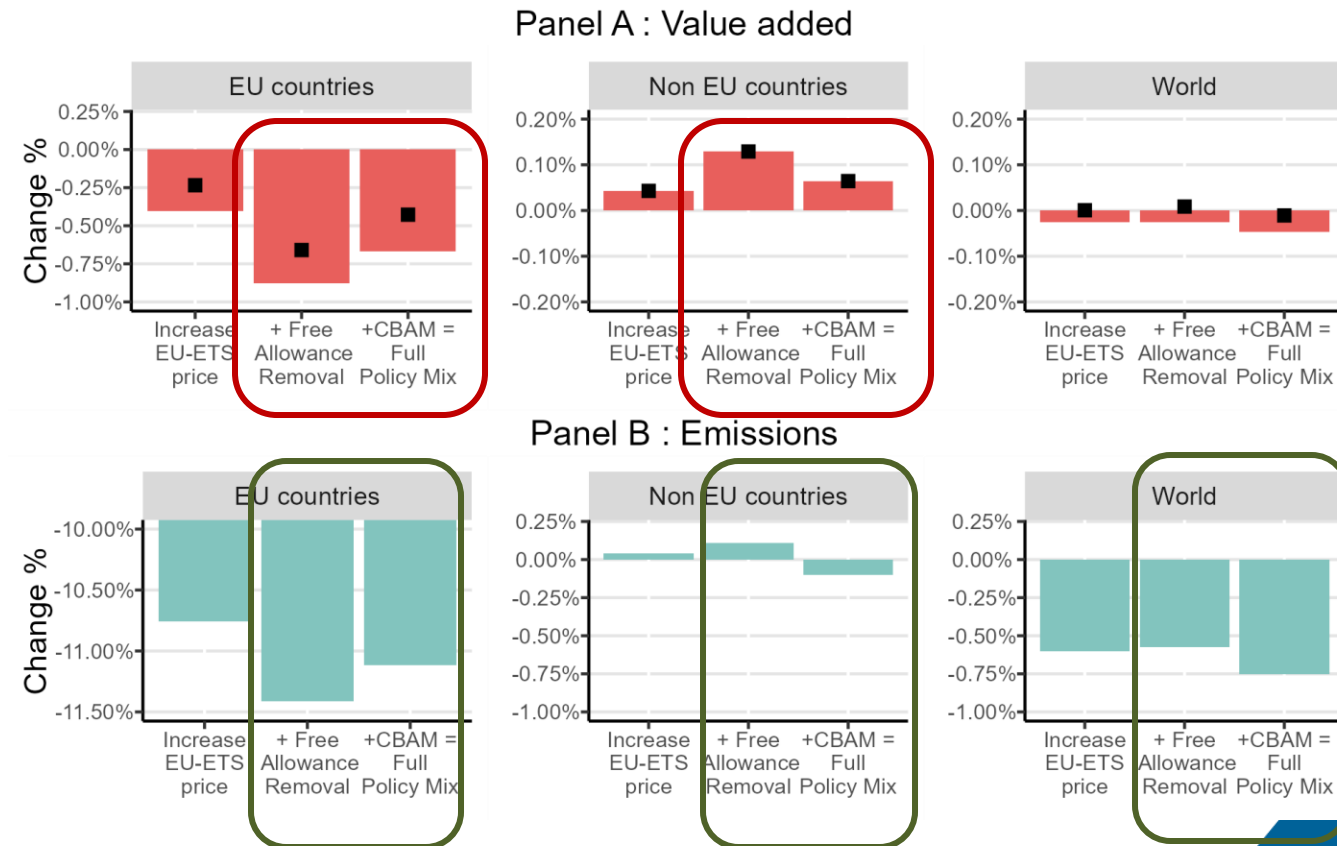 Panel A : Value added
EU countries
Non EU countries
World
Change %
0.25%
0.00%
-0.25%
-0.50%
-0.75%
-1.00%
0.20%
0.10%
0.00%
-0.10%
-0.20%
0.20%
0.10%
0.00%
-0.10%
-0.20%
Increase
EU-ETS
price
+ Free
Allowance
Removal
+CBAM =
Full
Policy Mix
Increase
EU-ETS
price
+ Free
Allowance
Removal
+CBAM =
Full
Policy Mix
Increase
EU-ETS
price
+ Free
Allowance
Removal
+CBAM =
Full
Policy Mix
Panel B : Emissions
EU countries
Non EU countries
World
Change %
-10.00%
-10.50%
-11.00%
-11.50%
0.25%
0.00%
-0.25%
-0.50%
-0.75%
-1.00%
0.25%
0.00%
-0.25%
-0.50%
-0.75%
-1.00%
Increase
EU-ETS
price
+ Free
Allowance
Removal
+CBAM =
Full
Policy Mix
Increase
EU-ETS
price
+ Free
Allowance
Removal
+CBAM =
Full
Policy Mix
Increase
EU-ETS
price
+ Free
Allowance
Removal
+CBAM =
Full
Policy Mix